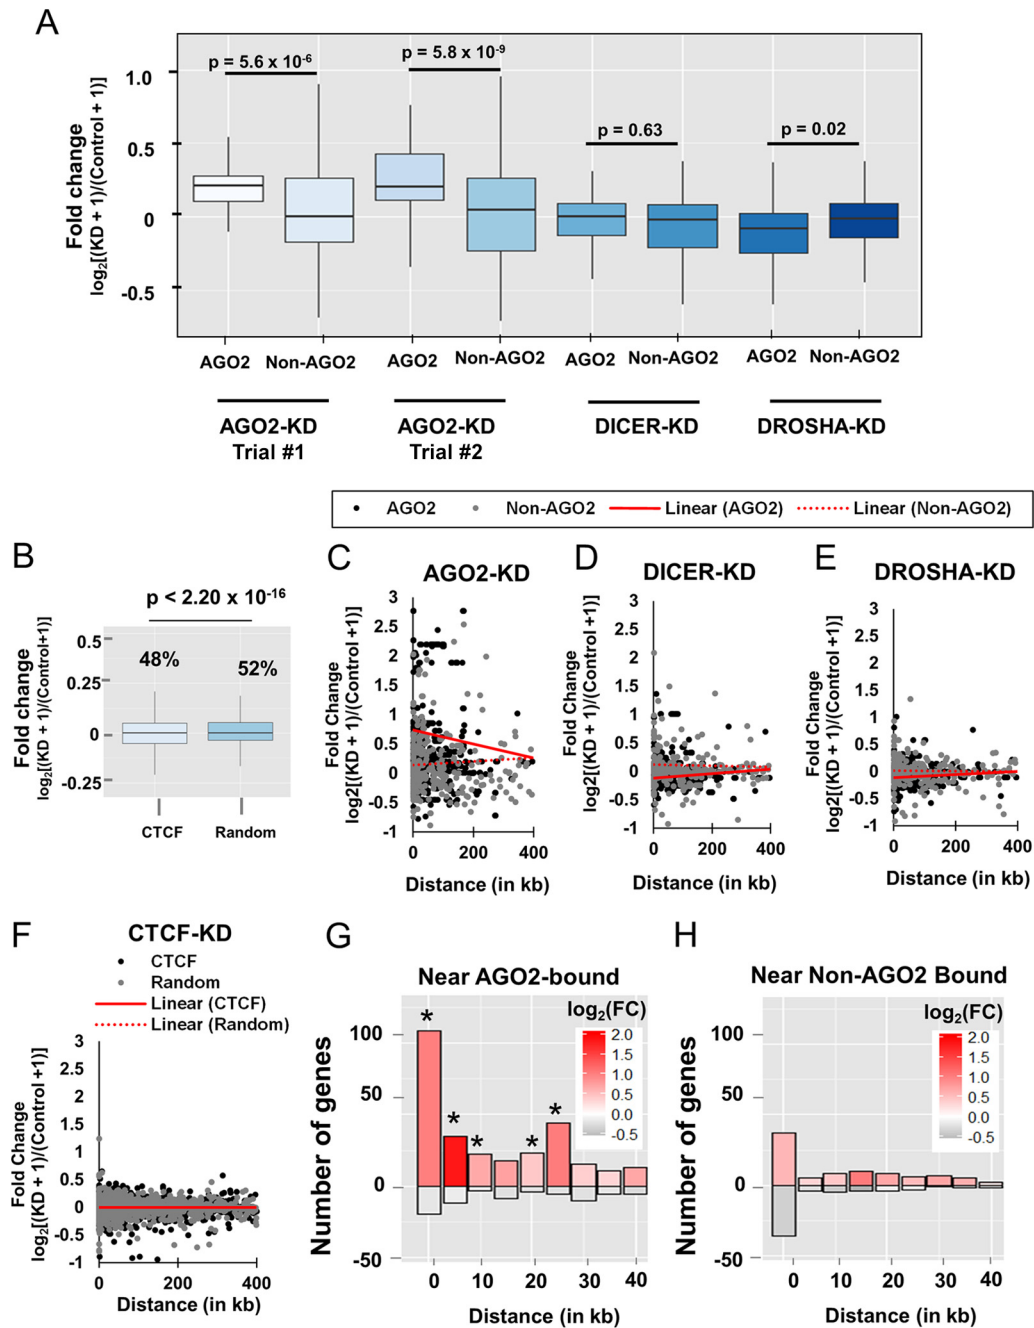 A
Fold change
log2[(KD + 1)/(Control + 1)]
1.0
0.5
0
-0.5
p = 5.6 x 10-6
p = 5.8 x 10-9
p = 0.63
p = 0.02
AGO2 Non-AGO2 AGO2 Non-AGO2 AGO2 Non-AGO2 AGO2 Non-AGO2
AGO2-KD
Trial #1
AGO2-KD
Trial #2
DICER-KD
DROSHA-KD
AGO2 Non-AGO2 Linear (AGO2) Linear (Non-AGO2)
B
p < 2.20 x 10-16
Fold change
log2[(KD + 1)/(Control+1)]
0.5
0.25
0
-0.25
48%
52%
CTCF Random
C
AGO2-KD
Fold Change
log2[(KD + 1)/(Control +1)]
3
2.5
2
1.5
1
0.5
0
-0.5
-1
0 200 400
Distance (in kb)
D
DICER-KD
Fold Change
log2[(KD + 1)/(Control +1)]
3
2.5
2
1.5
1
0.5
0
-0.5
-1
0 200 400
Distance (in kb)
E
DROSHA-KD
Fold Change
log2[(KD + 1)/(Control +1)]
3
2.5
2
1.5
1
0.5
0
-0.5
-1
0 200 400
Distance (in kb)
F
CTCF-KD
CTCF
Random
Linear (CTCF)
Linear (Random)
Fold Change
log2[(KD + 1)/(Control +1)]
3
2.5
2
1.5
1
0.5
0
-0.5
-1
0 200 400
Distance (in kb)
G
Near AGO2-bound
Number of genes
100
50
0
-50
* * * * *
log2(FC)
2.0
1.5
1.0
0.5
0.0
-0.5
0 10 20 30 40
Distance (in kb)
H
Near Non-AGO2 Bound
Number of genes
100
50
0
-50
log2(FC)
2.0
1.5
1.0
0.5
0.0
-0.5
0 10 20 30 40
Distance (in kb)